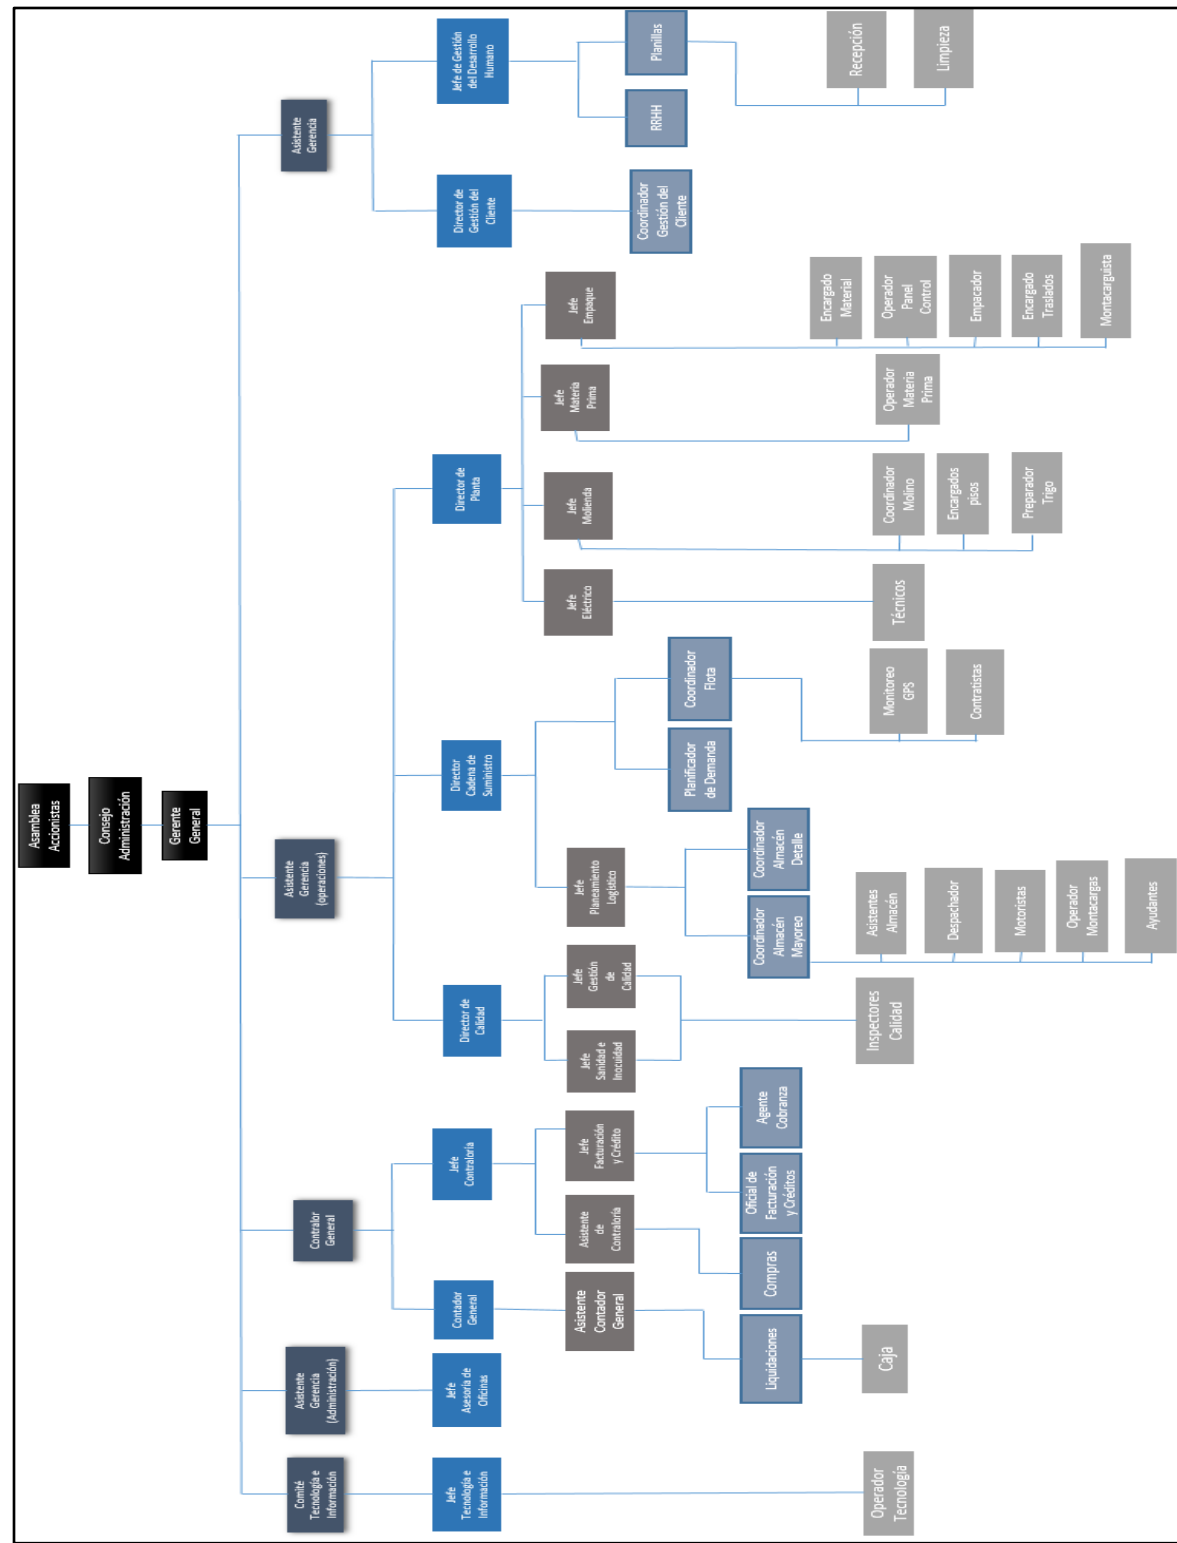 Asamblea
Accionistas
Consejo
Administración
Gerente
General
Comité
Tecnología e
Información
Asistente
Gerencia
(Administración)
Contralor
General
Asistente
Gerencia
(operaciones)
Asistente
Gerencia
Jefe
Tecnología e
Información
Jefe
Asesoría de
Oficinas
Contador
General
Jefe
Contraloría
Director de
Calidad
Director
Cadena de
Suministro
Director de
Planta
Director de
Gestión del
Cliente
Jefe de Gestión
del Desarrollo
Humano
Asistente
Contador
General
Asistente
de
Contraloría
Jefe
Facturación
y Crédito
Jefe
Sanidad e
Inocuidad
Jefe
Gestión
de
Calidad
Jefe
Planeamiento
Logístico
Jefe
Eléctrico
Jefe
Molienda
Jefe
Materia
Prima
Jefe
Empaque
Planificador
de Demanda
Coordinador
Flota
Coordinador
Gestión del
Cliente
RRHH
Planillas
Liquidaciones
Compras
Oficial de
Facturación
y Créditos
Agente
Cobranza
Coordinador
Almacén
Mayoreo
Coordinador
Almacén
Detalle
Operador
Tecnología
Caja
Inspectores
Calidad
Asistentes
Almacén
Despachador
Motoristas
Operador
Montacargas
Ayudantes
Monitoreo
GPS
Contratistas
Técnicos
Coordinador
Molino
Encargados
pisos
Preparador
Trigo
Operador
Materia
Prima
Encargado
Material
Operador
Panel
Control
Empacador
Encargado
Traslados
Montacarguista
Recepción
Limpieza